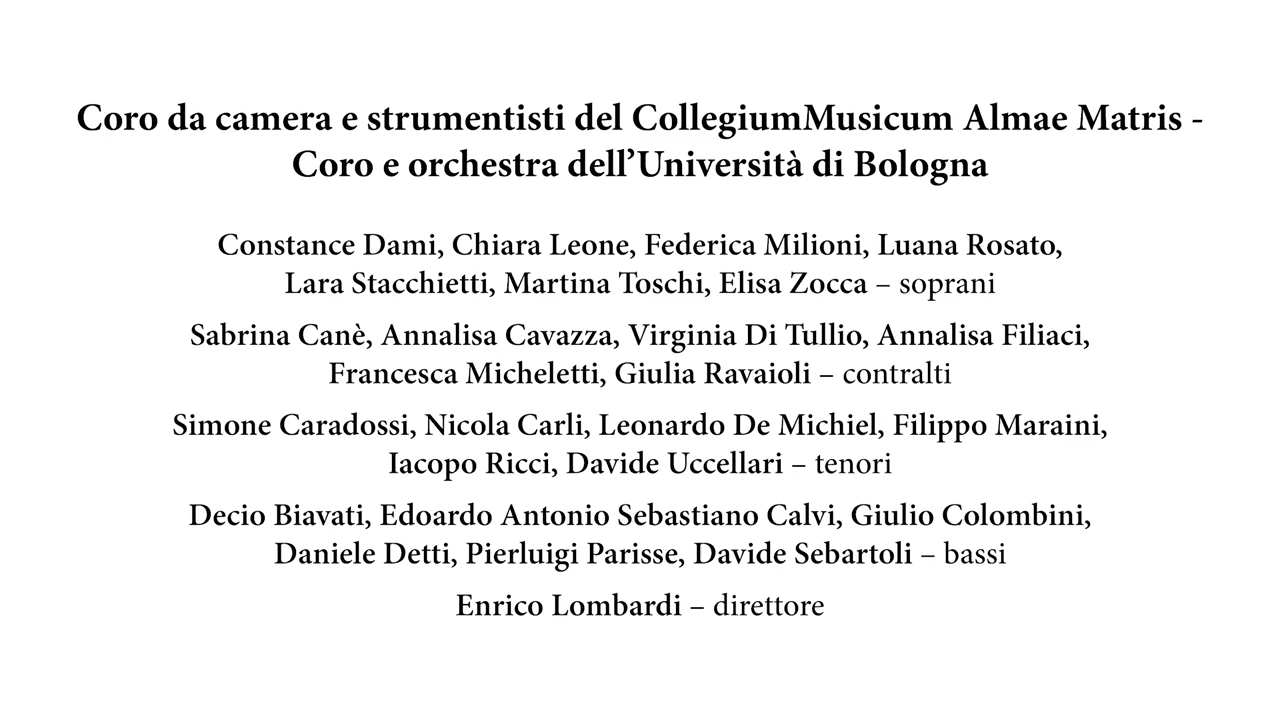 Coro da camera e strumentisti del CollegiumMusicum Almae Matris -
Coro e orchestra dell’Università di Bologna
Constance Dami, Chiara Leone, Federica Milioni, Luana Rosato,
Lara Stacchietti, Martina Toschi, Elisa Zocca – soprani
Sabrina Canè, Annalisa Cavazza, Virginia Di Tullio, Annalisa Filiaci,
Francesca Micheletti, Giulia Ravaioli – contralti
Simone Caradossi, Nicola Carli, Leonardo De Michiel, Filippo Maraini,
Iacopo Ricci, Davide Uccellari – tenori
Decio Biavati, Edoardo Antonio Sebastiano Calvi, Giulio Colombini,
Daniele Detti, Pierluigi Parisse, Davide Sebartoli – bassi
Enrico Lombardi – direttore